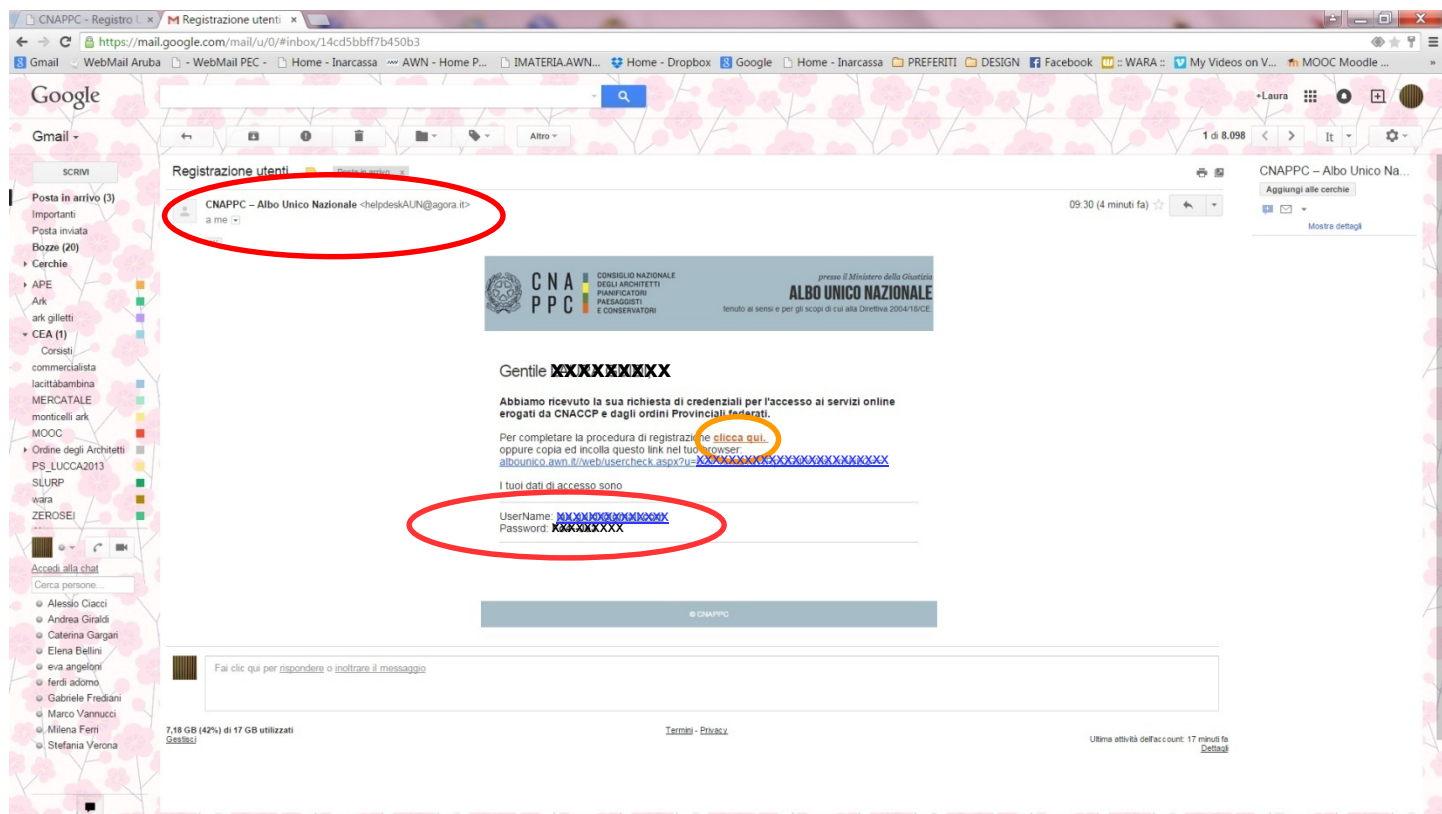 CNAPPC - Registro U
Registrazione utenti
https://mail.google.com/mail/u/0/#inbox/14cd5bbff7b450b3
Gmail
WebMail Aruba
- WebMail PEC -
Home - Inarcassa
AWN - Home P...
IMATERIA.AWN...
Home - Dropbox
Google
Home - Inarcassa
PREFERITI
DESIGN
Facebook
:: WARA ::
My Videos on V...
MOOC Moodle ...
Google
+Laura
Gmail
Altro
1 di 8.098
It
SCRIVI
Posta in arrivo (3)
Importanti
Posta inviata
Bozze (20)
Cerchie
APE
Ark
ark gilletti
CEA (1)
Corsisti
commercialista
lacittàbambina
MERCATALE
monticelli ark
MOOC
Ordine degli Architetti
PS_LUCCA2013
SLURP
wara
ZEROSEI
Accedi alla chat
Cerca persone...
Alessio Ciacci
Andrea Giraldi
Caterina Gargari
Elena Bellini
eva angeloni
ferdi adorno
Gabriele Frediani
Marco Vannucci
Milena Ferri
Stefania Verona
Registrazione utenti
Posta in arrivo x
CNAPPC – Albo Unico Nazionale <helpdeskAUN@agora.it>
a me
09:30 (4 minuti fa)
CNAPPC – Albo Unico Na...
Aggiungi alle cerchie
Mostra dettagli
CNA
PPC
CONSIGLIO NAZIONALE
DEGLI ARCHITETTI
PIANIFICATORI
PAESAGGISTI
E CONSERVATORI
presso il Ministero della Giustizia
ALBO UNICO NAZIONALE
tenuto ai sensi e per gli scopi di cui alla Direttiva 2004/18/CE.
Gentile XXXXXXXXX
Abbiamo ricevuto la sua richiesta di credenziali per l'accesso ai servizi online
erogati da CNACCP e dagli ordini Provinciali federati.
Per completare la procedura di registrazione clicca qui.
oppure copia ed incolla questo link nel tuo browser:
albounico.awn.it//web/usercheck.aspx?u=
I tuoi dati di accesso sono
UserName:
Password:
© CNAPPC
Fai clic qui per rispondere o inoltrare il messaggio
7,18 GB (42%) di 17 GB utilizzati
Gestisci
Termini - Privacy
Ultima attività dell'account: 17 minuti fa
Dettagli